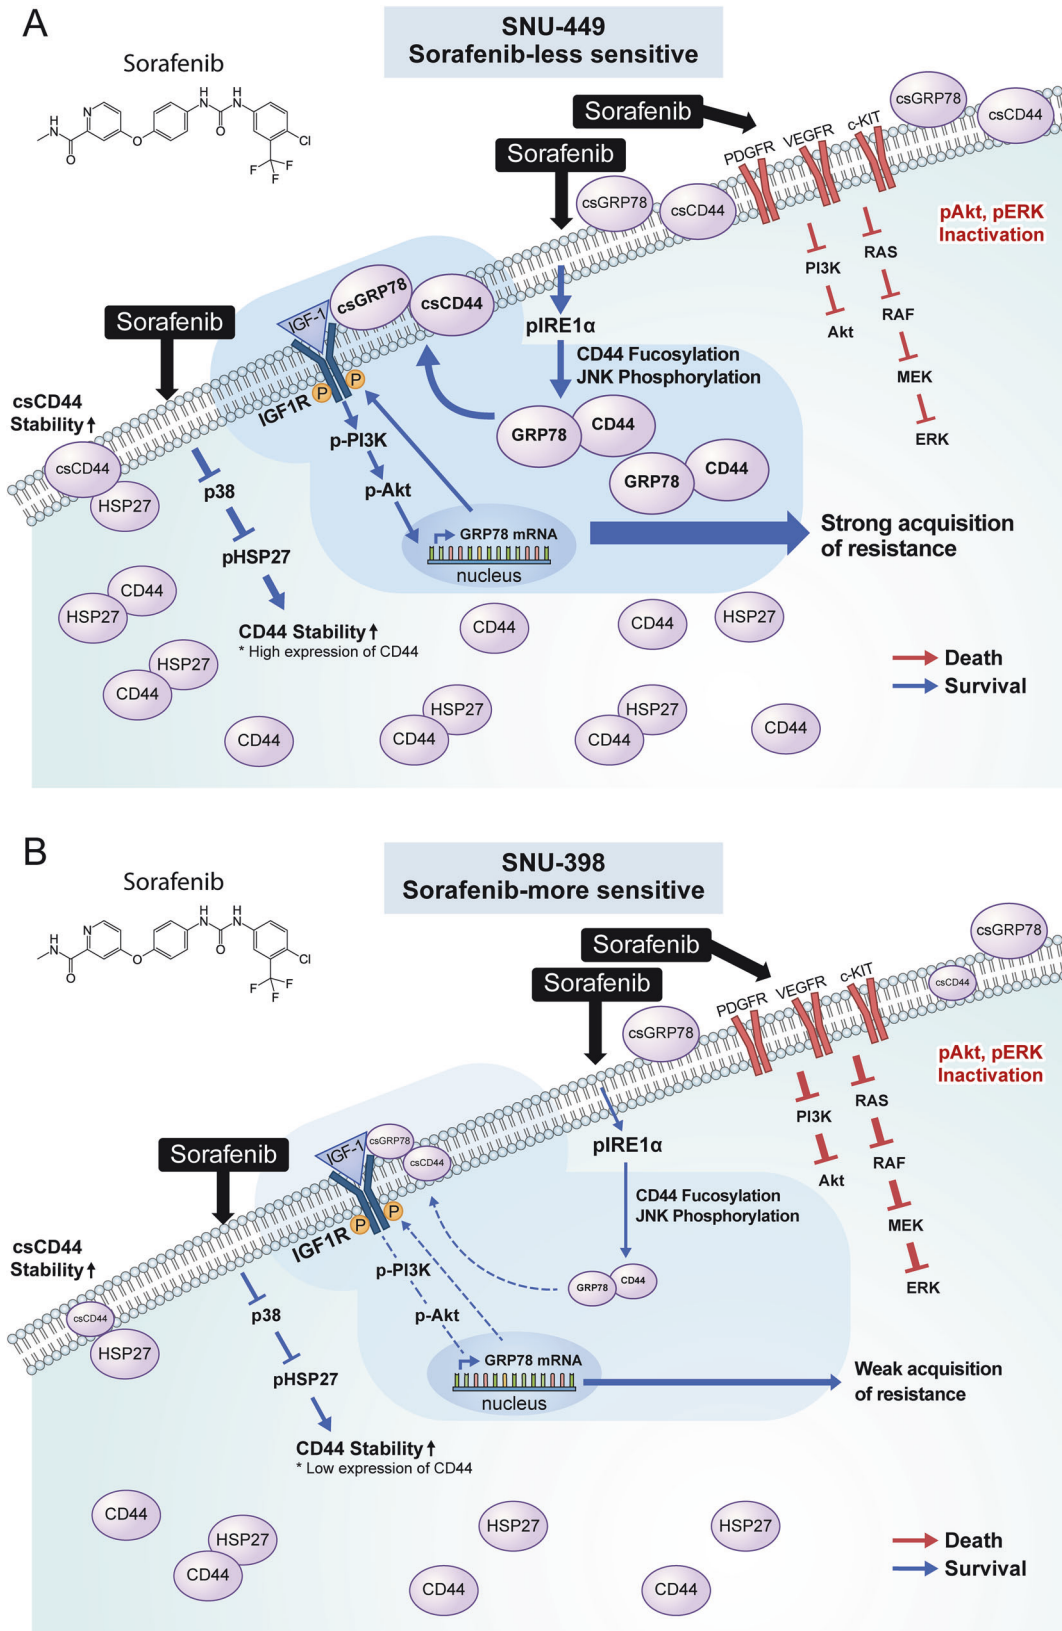 A
SNU-449
Sorafenib-less sensitive
Sorafenib
N
H
N
O
O
H
N
H
N
O
Cl
F
F
F
Sorafenib
Sorafenib
PDGFR
VEGFR
c-KIT
csGRP78
csCD44
csGRP78
csCD44
pAkt, pERK
Inactivation
PI3K
Akt
RAS
RAF
MEK
ERK
Sorafenib
IGF-1
csGRP78
csCD44
P
P
IGF1R
pIRE1α
CD44 Fucosylation
JNK Phosphorylation
GRP78
CD44
GRP78
CD44
csCD44
Stability↑
csCD44
HSP27
p38
pHSP27
CD44 Stability↑
* High expression of CD44
p-PI3K
p-Akt
GRP78 mRNA
nucleus
Strong acquisition
of resistance
CD44
HSP27
HSP27
CD44
CD44
CD44
HSP27
CD44
HSP27
CD44
CD44
HSP27
HSP27
CD44
CD44
Death
Survival
B
SNU-398
Sorafenib-more sensitive
Sorafenib
N
H
N
O
O
H
N
H
N
O
Cl
F
F
F
Sorafenib
Sorafenib
PDGFR
VEGFR
c-KIT
csGRP78
csGRP78
csCD44
pAkt, pERK
Inactivation
PI3K
Akt
RAS
RAF
MEK
ERK
Sorafenib
IGF-1
csGRP78
csCD44
P
P
IGF1R
pIRE1α
CD44 Fucosylation
JNK Phosphorylation
GRP78
CD44
csCD44
Stability↑
csCD44
HSP27
p38
pHSP27
CD44 Stability↑
* Low expression of CD44
p-PI3K
p-Akt
GRP78 mRNA
nucleus
Weak acquisition
of resistance
CD44
HSP27
CD44
HSP27
CD44
HSP27
CD44
Death
Survival